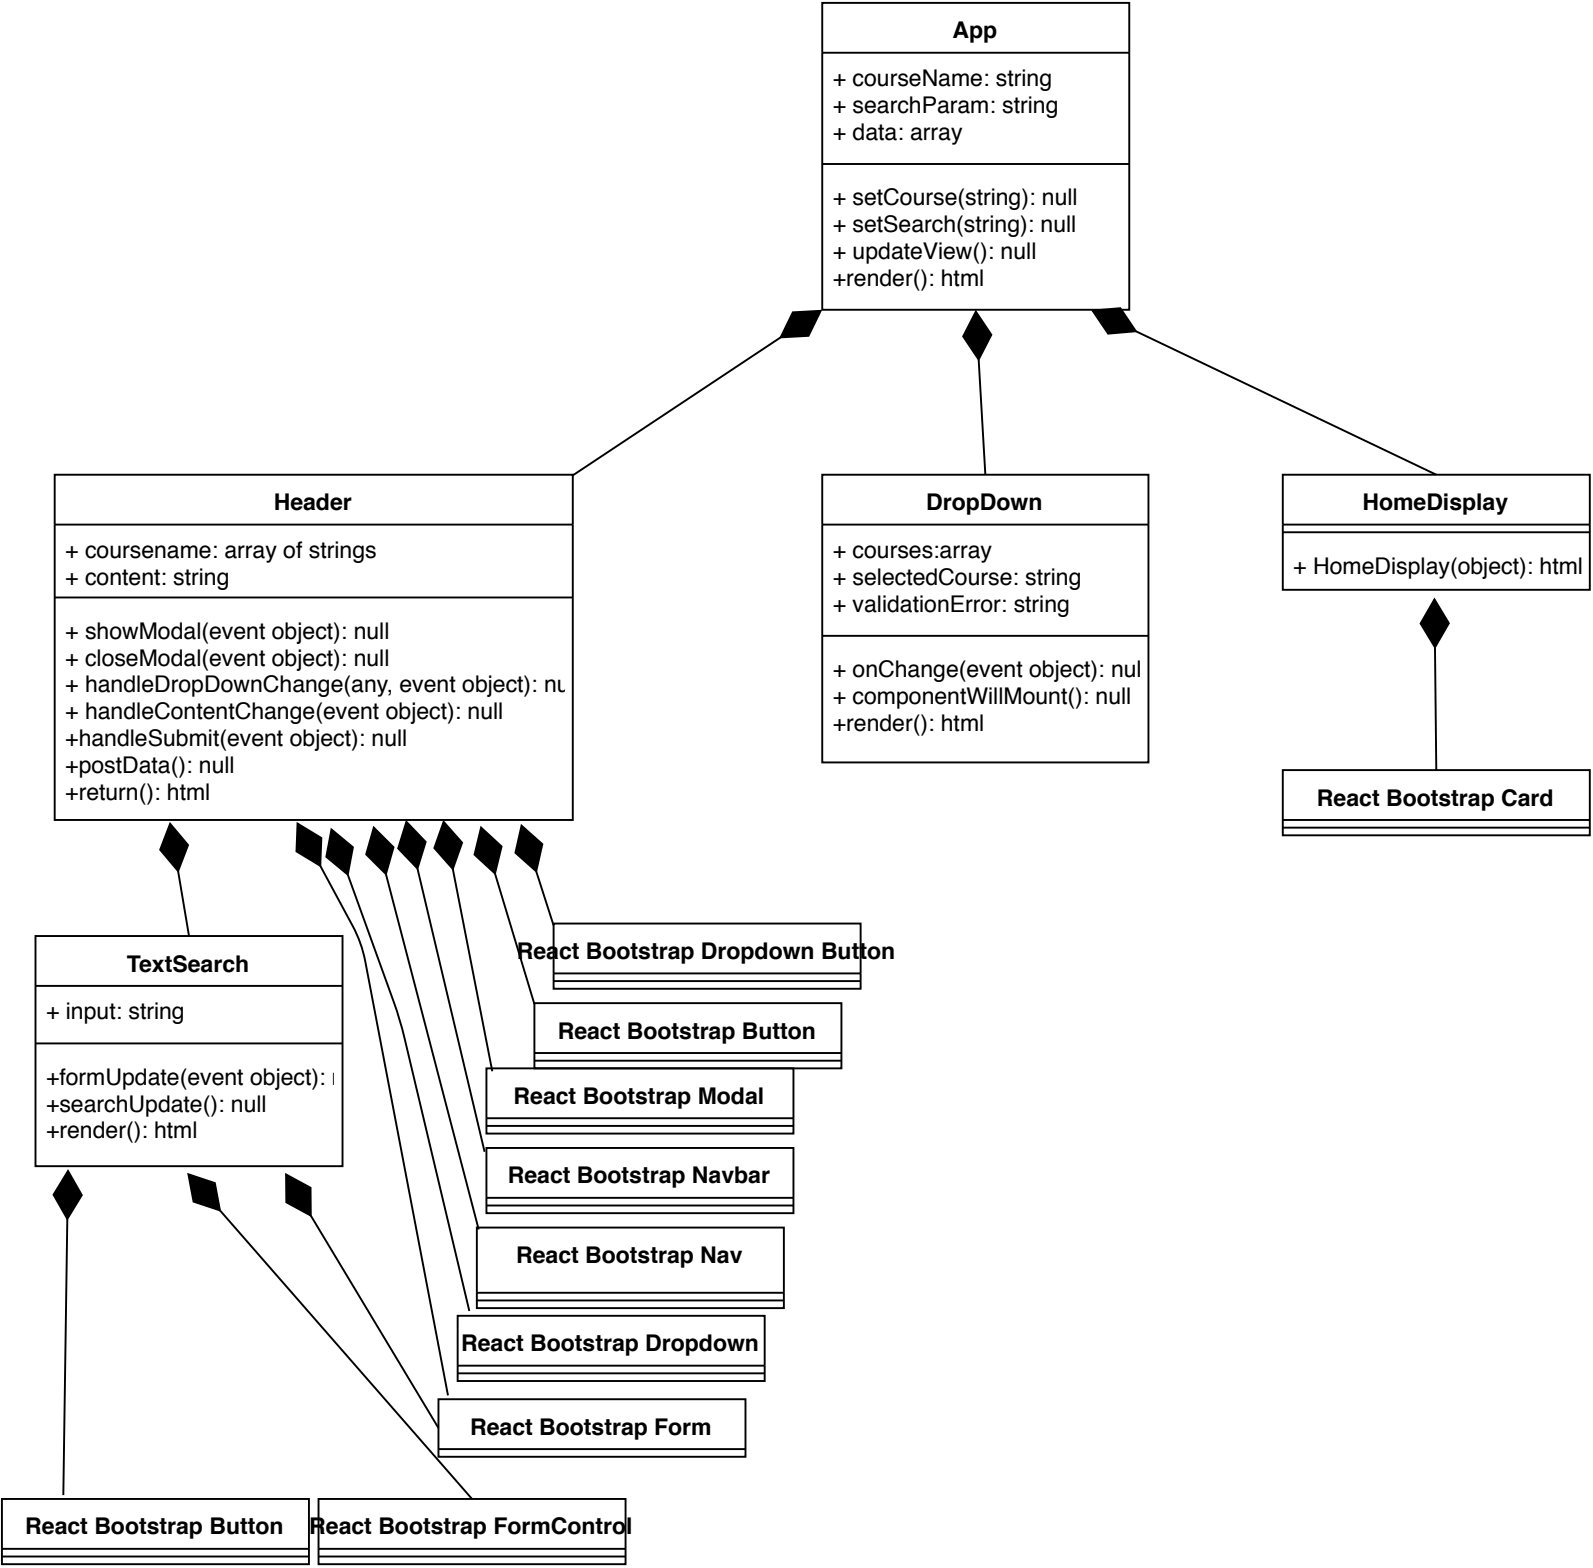 App
+ courseName: string
+ searchParam: string
+ data: array
+ setCourse(string): null
+ setSearch(string): null
+ updateView(): null
+render(): html
Header
+ coursename: array of strings
+ content: string
+ showModal(event object): null
+ closeModal(event object): null
+ handleDropDownChange(any, event object): nu
+ handleContentChange(event object): null
+handleSubmit(event object): null
+postData(): null
+return(): html
DropDown
+ courses:array
+ selectedCourse: string
+ validationError: string
+ onChange(event object): nul
+ componentWillMount(): null
+render(): html
HomeDisplay
+ HomeDisplay(object): html
React Bootstrap Card
TextSearch
+ input: string
+formUpdate(event object):
+searchUpdate(): null
+render(): html
React Bootstrap Dropdown Button
React Bootstrap Button
React Bootstrap Modal
React Bootstrap Navbar
React Bootstrap Nav
React Bootstrap Dropdown
React Bootstrap Form
React Bootstrap Button
React Bootstrap FormControl